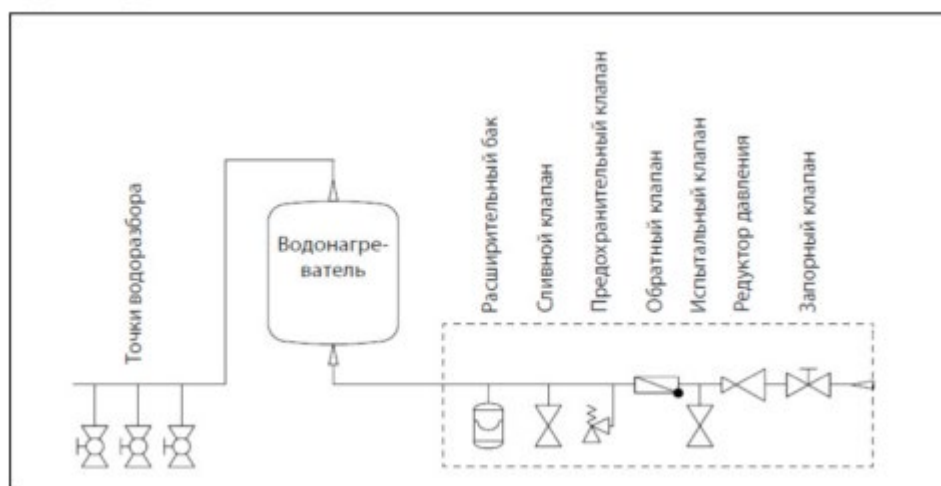 Точки водоразбора
Водонагре-
ватель
Расширительный бак
Сливной клапан
Предохранительный клапан
Обратный клапан
Испытальный клапан
Редуктор давления
Запорный клапан